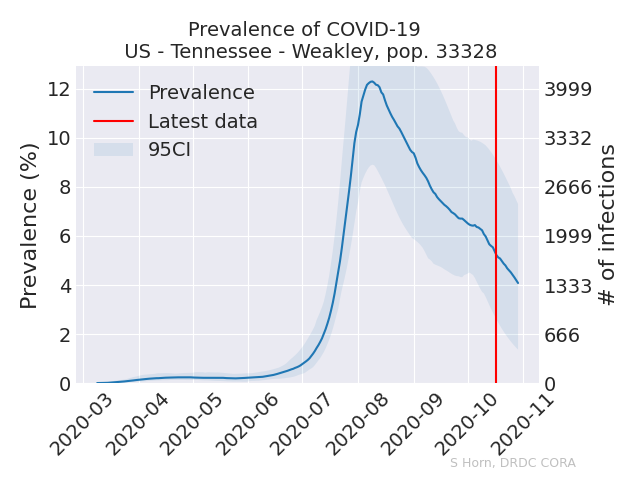 Prevalence of COVID-19
US - Tennessee - Weakley, pop. 33328
Prevalence
Latest data
95CI
Prevalence (%)
12
10
8
6
4
2
0
3999
3332
2666
1999
1333
666
0
# of infections
2020-03
2020-04
2020-05
2020-06
2020-07
2020-08
2020-09
2020-10
2020-11
S Horn, DRDC CORA